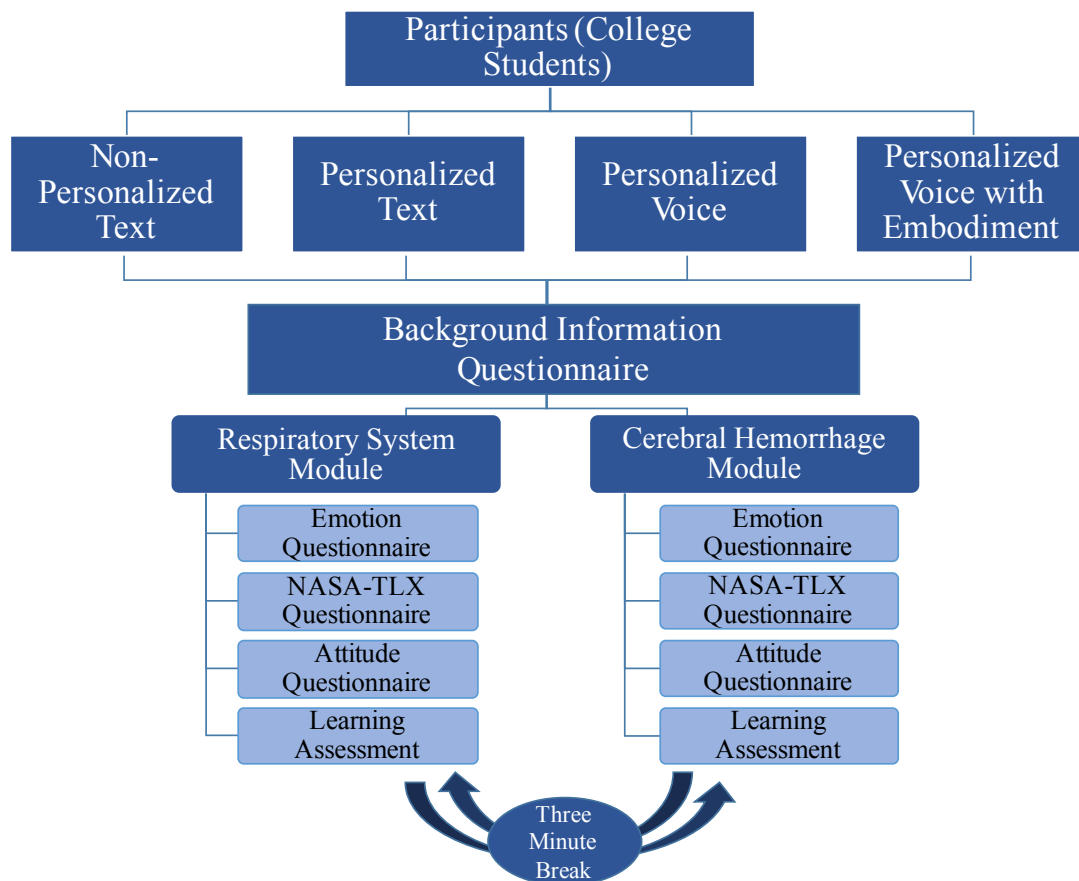 Participants (College
Students)
Non-
Personalized
Text
Personalized
Text
Personalized
Voice
Personalized
Voice with
Embodiment
Background Information
Questionnaire
Respiratory System
Module
Emotion
Questionnaire
NASA-TLX
Questionnaire
Attitude
Questionnaire
Learning
Assessment
Cerebral Hemorrhage
Module
Emotion
Questionnaire
NASA-TLX
Questionnaire
Attitude
Questionnaire
Learning
Assessment
Three
Minute
Break